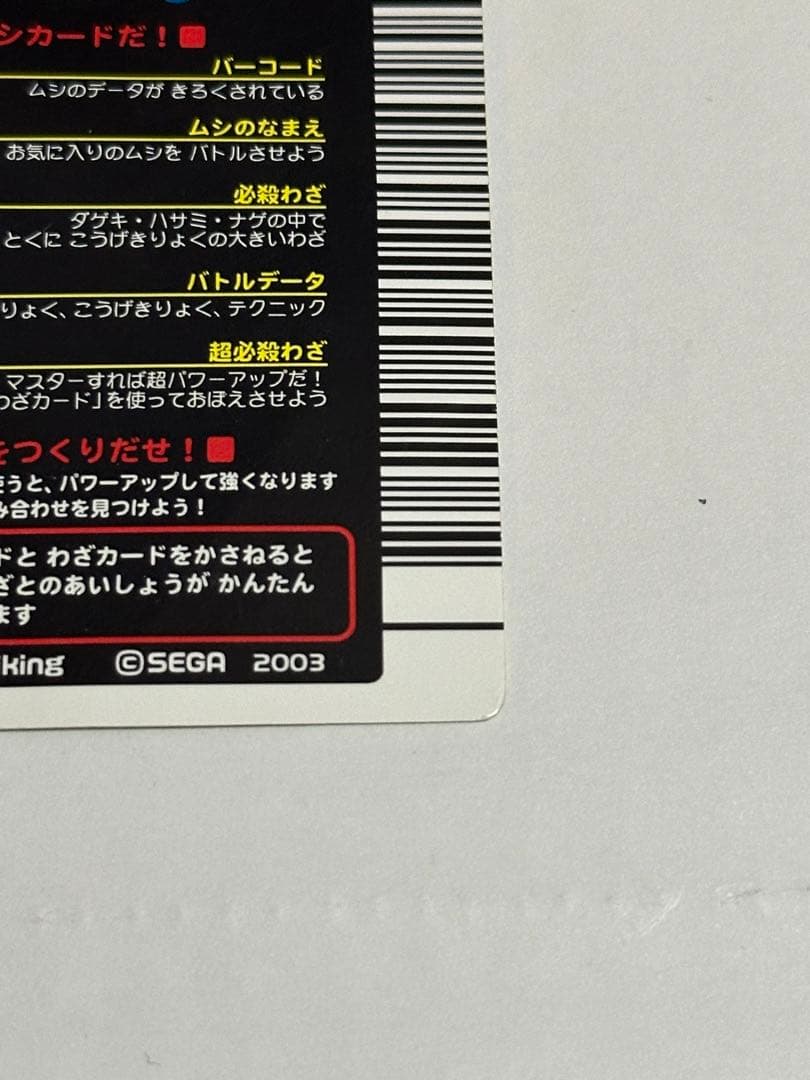 シカードだ！
バーコード
ムシのデータが きろくされている
ムシのなまえ
お気に入りのムシを バトルさせよう
必殺わざ
ダゲキ・ハサミ・ナゲの中で
とくに こうげきりょくの大きいわざ
バトルデータ
りょく、こうげきりょく、テクニック
超必殺わざ
マスターすれば超パワーアップだ！
わざカード」を使っておぼえさせよう
をつくりだせ！
使うと、パワーアップして強くなります
み合わせを見つけよう！
ドと わざカードをかさねると
ざとのあいしょうが かんたん
ます
king ©SEGA 2003